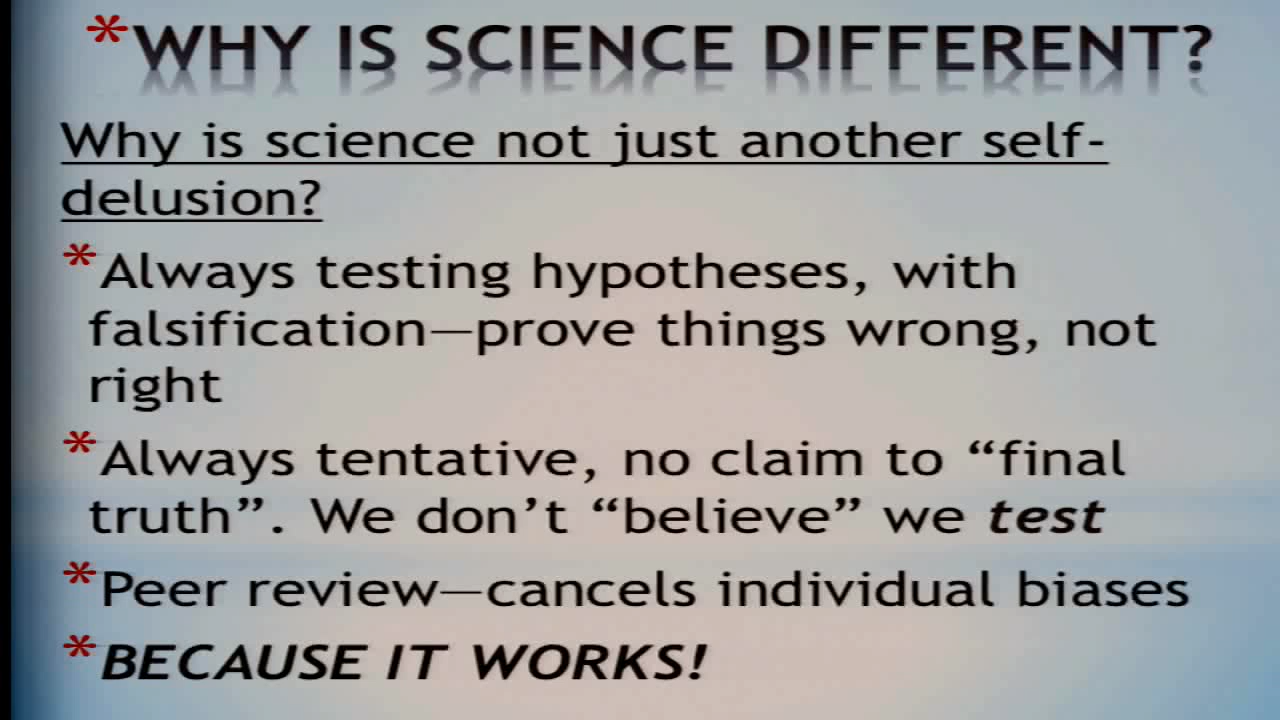 *WHY IS SCIENCE DIFFERENT?
Why is science not just another self-
delusion?
*Always testing hypotheses, with
falsification—prove things wrong, not
right
*Always tentative, no claim to “final
truth”. We don’t “believe” we test
*Peer review—cancels individual biases
*BECAUSE IT WORKS!